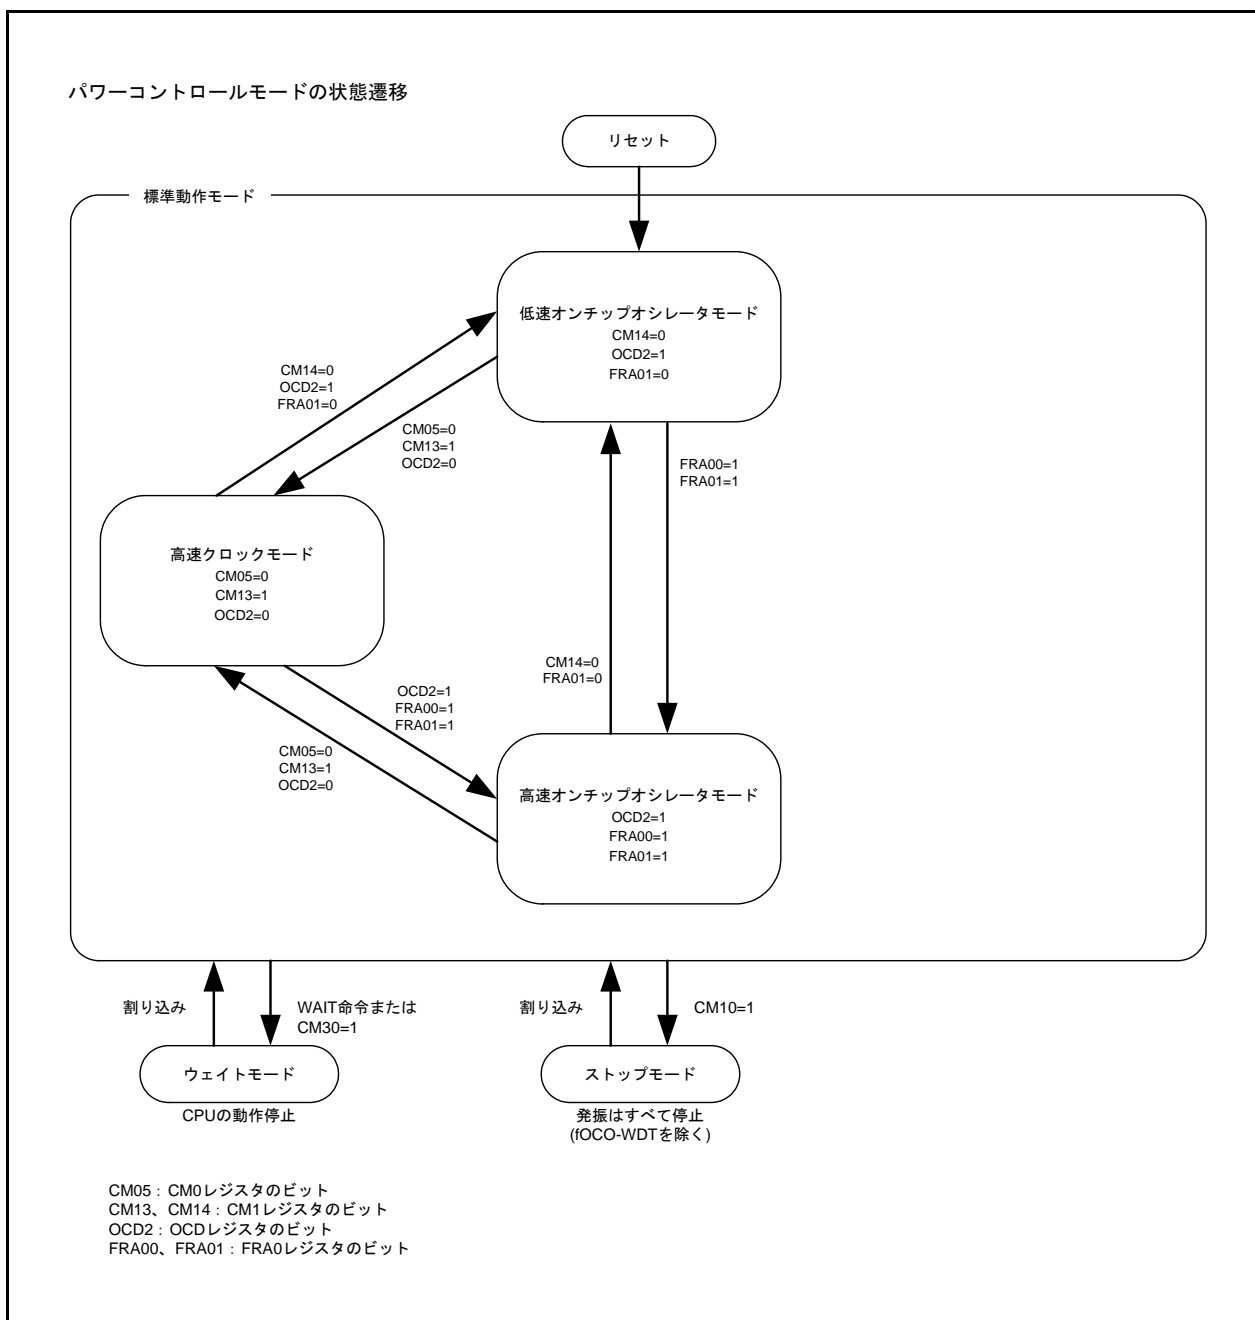 パワーコントロールモードの状態遷移
リセット
標準動作モード
低速オンチップオシレータモード
CM14=0
OCD2=1
FRA01=0
CM14=0
OCD2=1
FRA01=0
CM05=0
CM13=1
OCD2=0
FRA00=1
FRA01=1
高速クロックモード
CM05=0
CM13=1
OCD2=0
CM14=0
FRA01=0
OCD2=1
FRA00=1
FRA01=1
CM05=0
CM13=1
OCD2=0
高速オンチップオシレータモード
OCD2=1
FRA00=1
FRA01=1
割り込み
WAIT命令または
CM30=1
割り込み
CM10=1
ウェイトモード
CPUの動作停止
ストップモード
発振はすべて停止
(fOCO-WDTを除く)
CM05：CM0レジスタのビット
CM13、CM14：CM1レジスタのビット
OCD2：OCDレジスタのビット
FRA00、FRA01：FRA0レジスタのビット